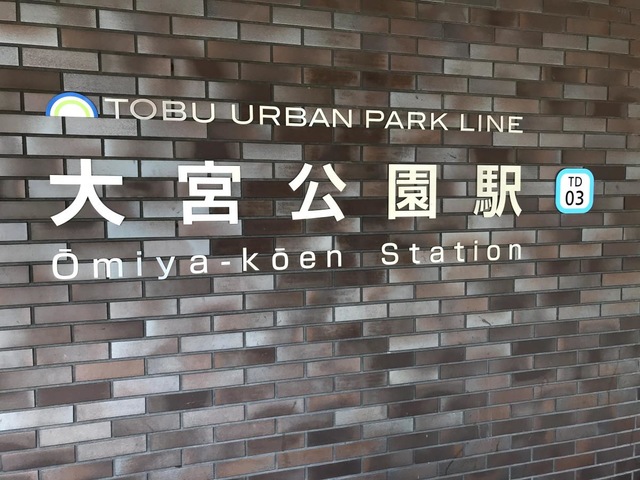 TOBU URBAN PARK LINE
大宮公園駅
TD
03
Ōmiya-kōen Station